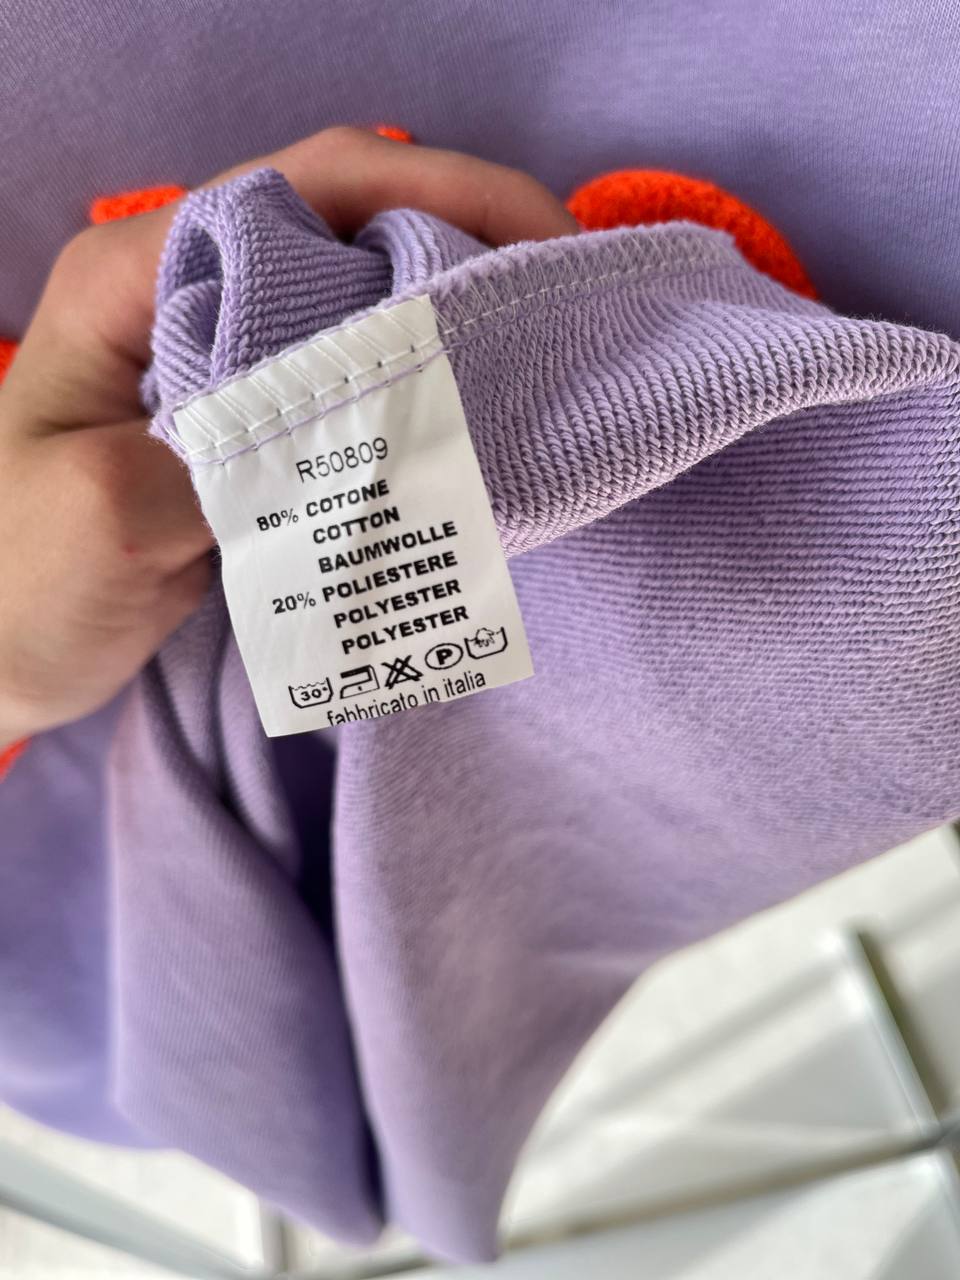 R50809
80% COTONE
COTTON
BAUMWOLLE
20% POLIESTERE
POLYESTER
POLYESTER
30° P
fabbricato in italia